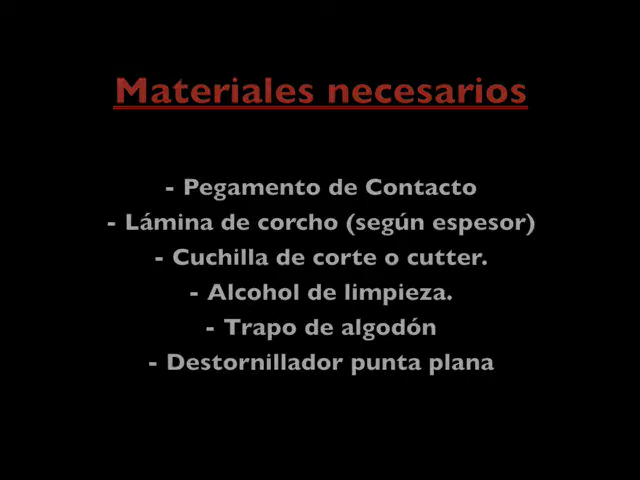 Materiales necesarios
- Pegamento de Contacto
- Lámina de corcho (según espesor)
- Cuchilla de corte o cutter.
- Alcohol de limpieza.
- Trapo de algodón
- Destornillador punta plana